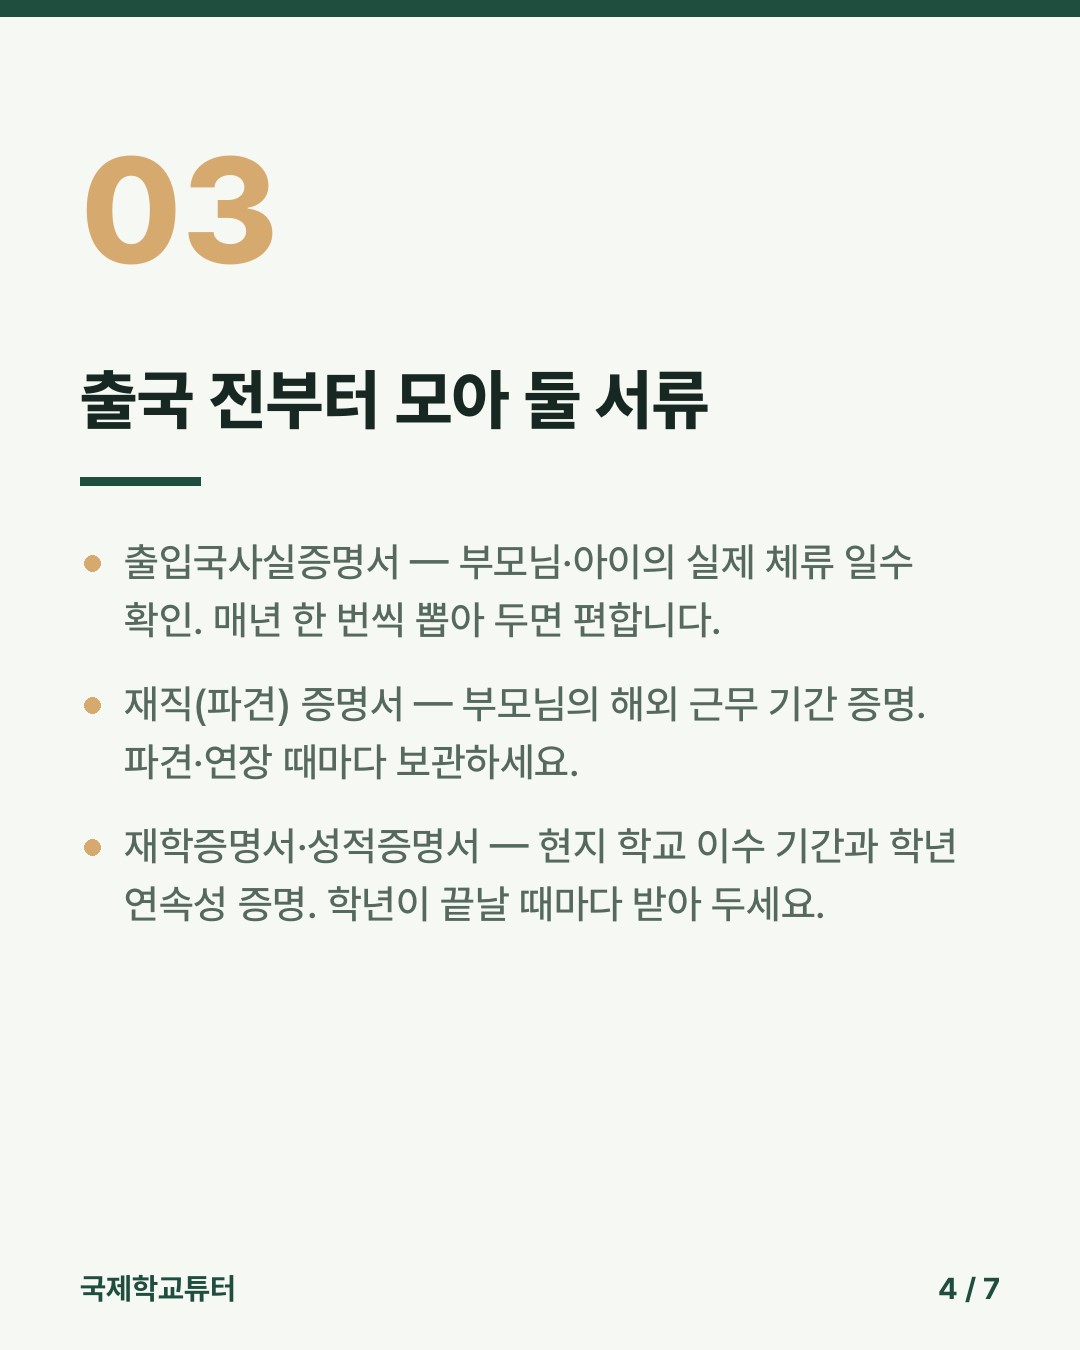 03
출국 전부터 모아 둘 서류
출입국사실증명서 — 부모님·아이의 실제 체류 일수
확인. 매년 한 번씩 뽑아 두면 편합니다.
재직(파견) 증명서 — 부모님의 해외 근무 기간 증명.
파견·연장 때마다 보관하세요.
재학증명서·성적증명서 — 현지 학교 이수 기간과 학년
연속성 증명. 학년이 끝날 때마다 받아 두세요.
국제학교튜터
4 / 7